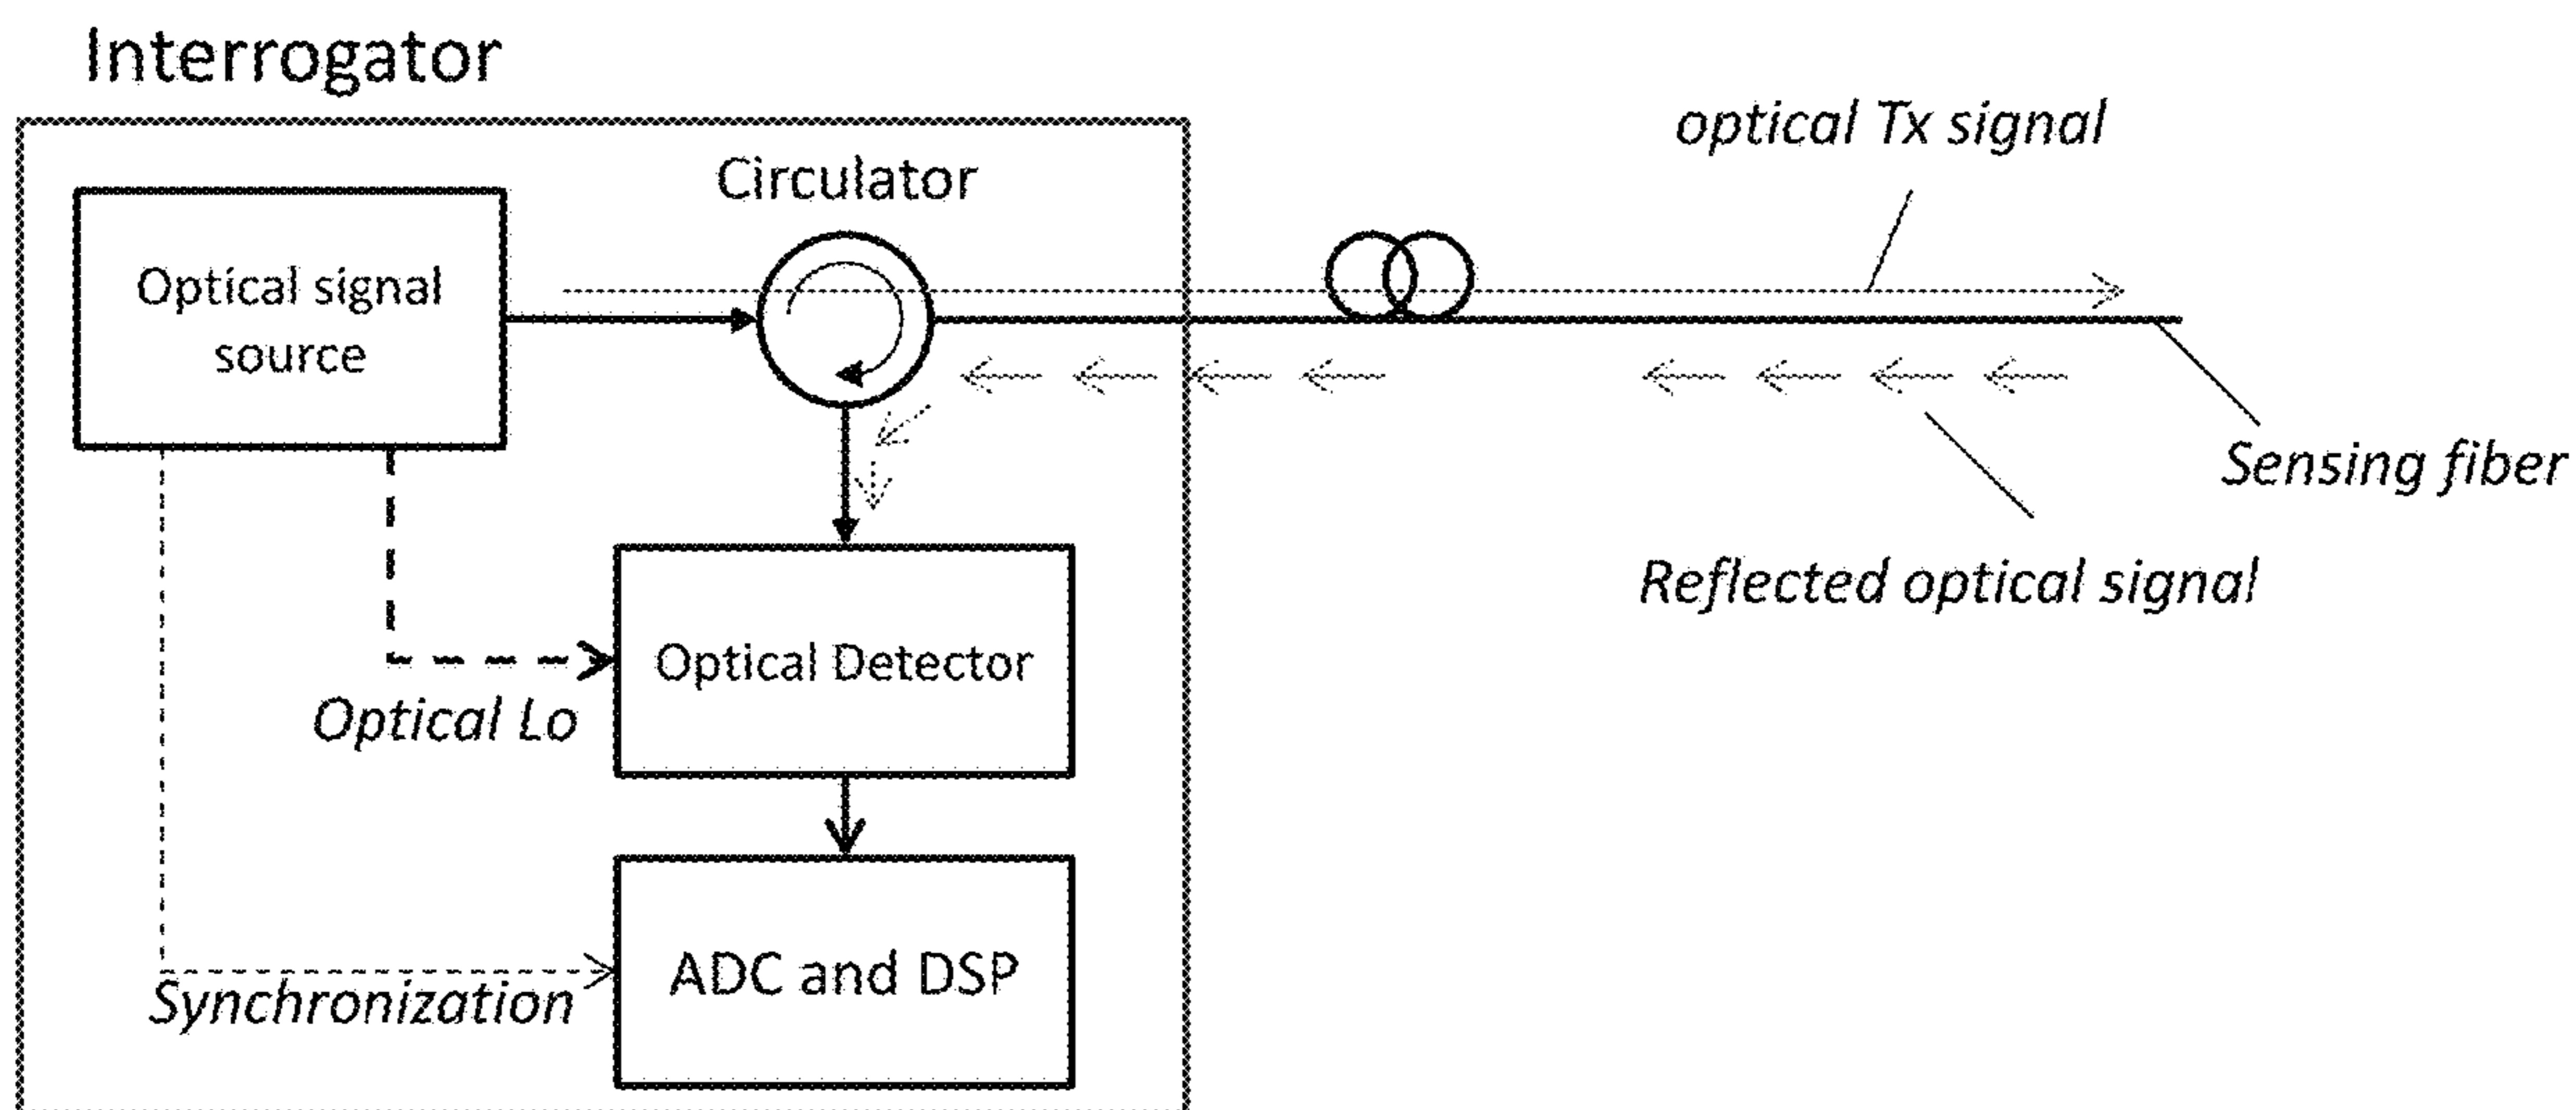 Interrogator
optical Tx signal
Circulator
Optical signal
source
Sensing fiber
Reflected optical signal
Optical Detector
Optical Lo
ADC and DSP
Synchronization